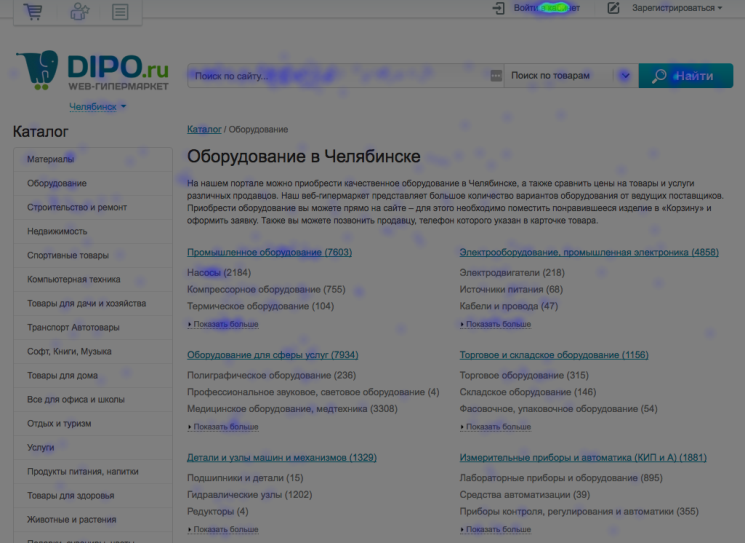 Войти в кабинет
Зарегистрироваться
DIPO.ru
WEB-ГИПЕРМАРКЕТ
Поиск по сайту...
Поиск по товарам
Найти
Челябинск
Каталог
Материалы
Оборудование
Строительство и ремонт
Недвижимость
Спортивные товары
Компьютерная техника
Товары для дачи и хозяйства
Транспорт Автотовары
Софт, Книги, Музыка
Товары для дома
Все для офиса и школы
Отдых и туризм
Услуги
Продукты питания, напитки
Товары для здоровья
Животные и растения
Каталог / Оборудование
Оборудование в Челябинске
На нашем портале можно приобрести качественное оборудование в Челябинске, а также сравнить цены на товары и услуги
различных продавцов. Наш веб-гипермаркет представляет большое количество вариантов оборудования от ведущих поставщиков.
Приобрести оборудование вы можете прямо на сайте – для этого необходимо поместить понравившееся изделие в «Корзину» и
оформить заявку. Также вы можете позвонить продавцу, телефон которого указан в карточке товара.
Промышленное оборудование (7603)
Насосы (2184)
Компрессорное оборудование (755)
Термическое оборудование (104)
Показать больше
Электрооборудование, промышленная электроника (4858)
Электродвигатели (218)
Источники питания (68)
Кабели и провода (47)
Показать больше
Оборудование для сферы услуг (7934)
Полиграфическое оборудование (236)
Профессиональное звуковое, световое оборудование (4)
Медицинское оборудование, медтехника (3308)
Показать больше
Торговое и складское оборудование (1156)
Торговое оборудование (315)
Складское оборудование (146)
Фасовочное, упаковочное оборудование (54)
Показать больше
Детали и узлы машин и механизмов (1329)
Подшипники и детали (15)
Гидравлические узлы (1202)
Редукторы (4)
Показать больше
Измерительные приборы и автоматика (КИП и А) (1881)
Лабораторные приборы и оборудование (895)
Средства автоматизации (39)
Приборы контроля, регулирования и автоматики (355)
Показать больше